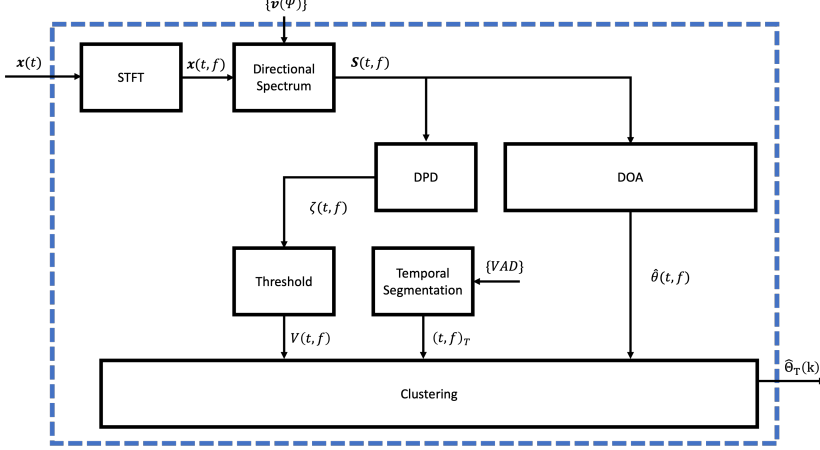 {𝒗(Ψ)}
𝒙(t)
STFT
𝒙(t, f)
Directional
Spectrum
𝑺(t, f)
DPD
DOA
ζ(t, f)
Threshold
Temporal
Segmentation
{VAD}
θ̂(t, f)
V(t, f)
(t, f)_T
Clustering
Θ̂_T(k)